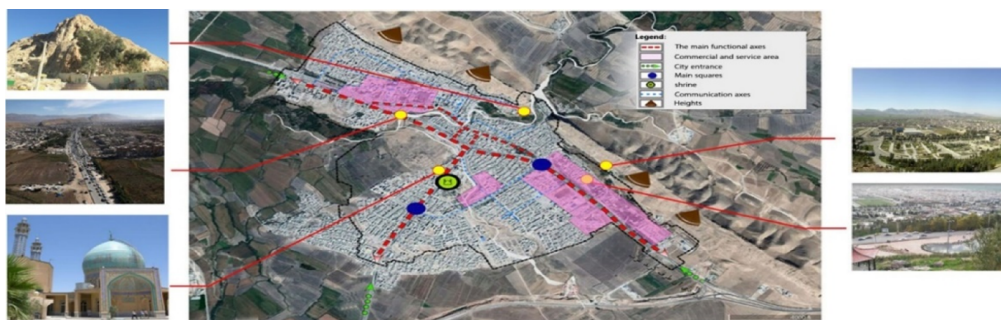 Legend:
The main functional axes
Commercial and service area
City entrance
Main squares
shrine
Communication axes
Heights